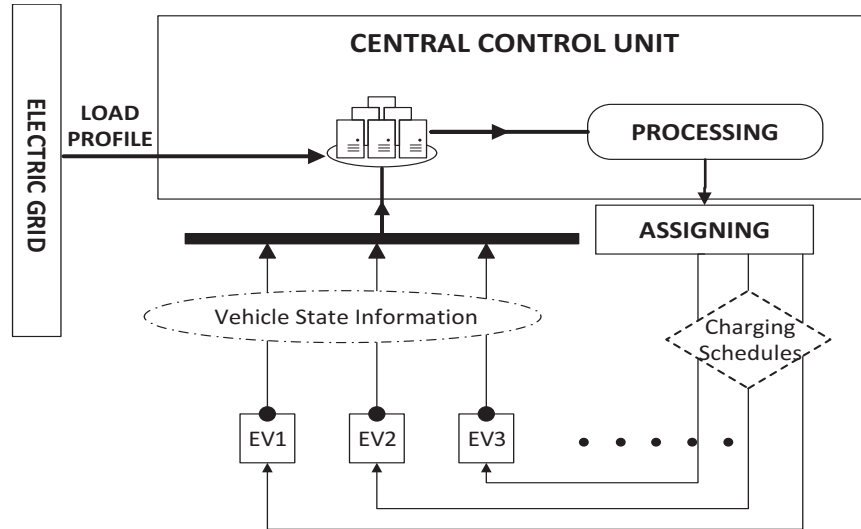 CENTRAL CONTROL UNIT
ELECTRIC GRID
LOAD
PROFILE
PROCESSING
ASSIGNING
Vehicle State Information
Charging
Schedules
EV1
EV2
EV3